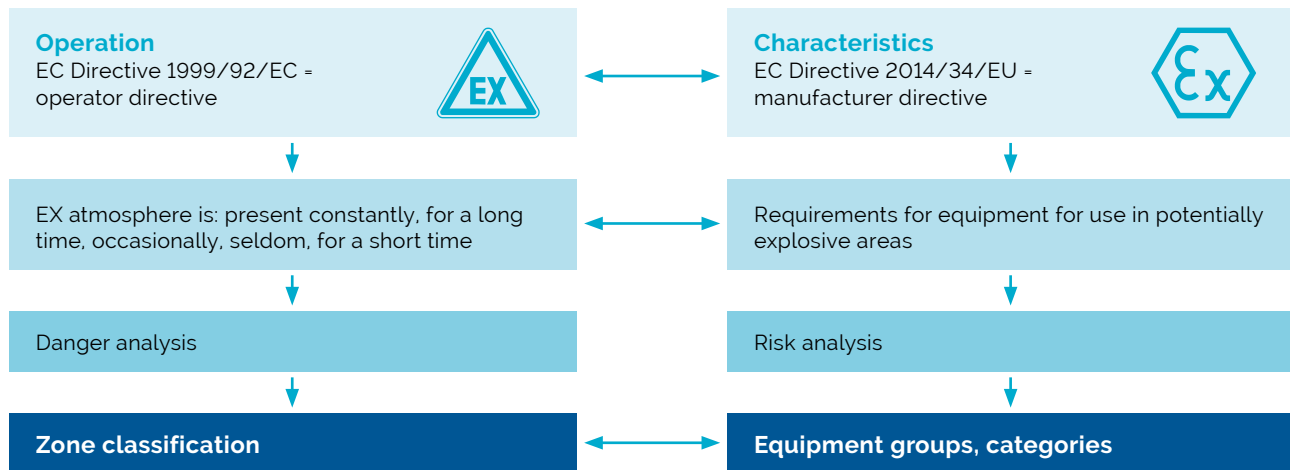 Operation
EC Directive 1999/92/EC =
operator directive
EX
Characteristics
EC Directive 2014/34/EU =
manufacturer directive
Ex
EX atmosphere is: present constantly, for a long
time, occasionally, seldom, for a short time
Requirements for equipment for use in potentially
explosive areas
Danger analysis
Risk analysis
Zone classification
Equipment groups, categories